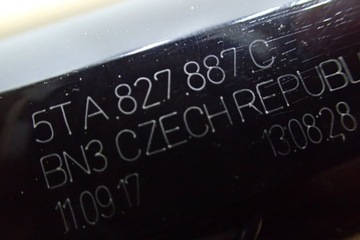 5TA.827 887 C
BN3 CZECH REPUBL
11.09.17 13:08:28